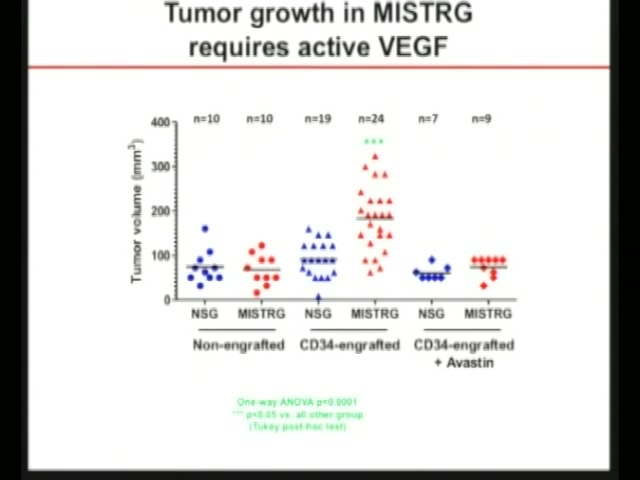 Tumor growth in MISTRG
requires active VEGF
n=10 n=10 n=19 n=24 n=7 n=9
***
400
300
200
100
0
Tumor volume (mm3)
NSG MISTRG NSG MISTRG NSG MISTRG
Non-engrafted CD34-engrafted CD34-engrafted
+ Avastin
One-way ANOVA p<0.0001
*** p<0.05 vs. all other group
(Tukey post-hoc test)